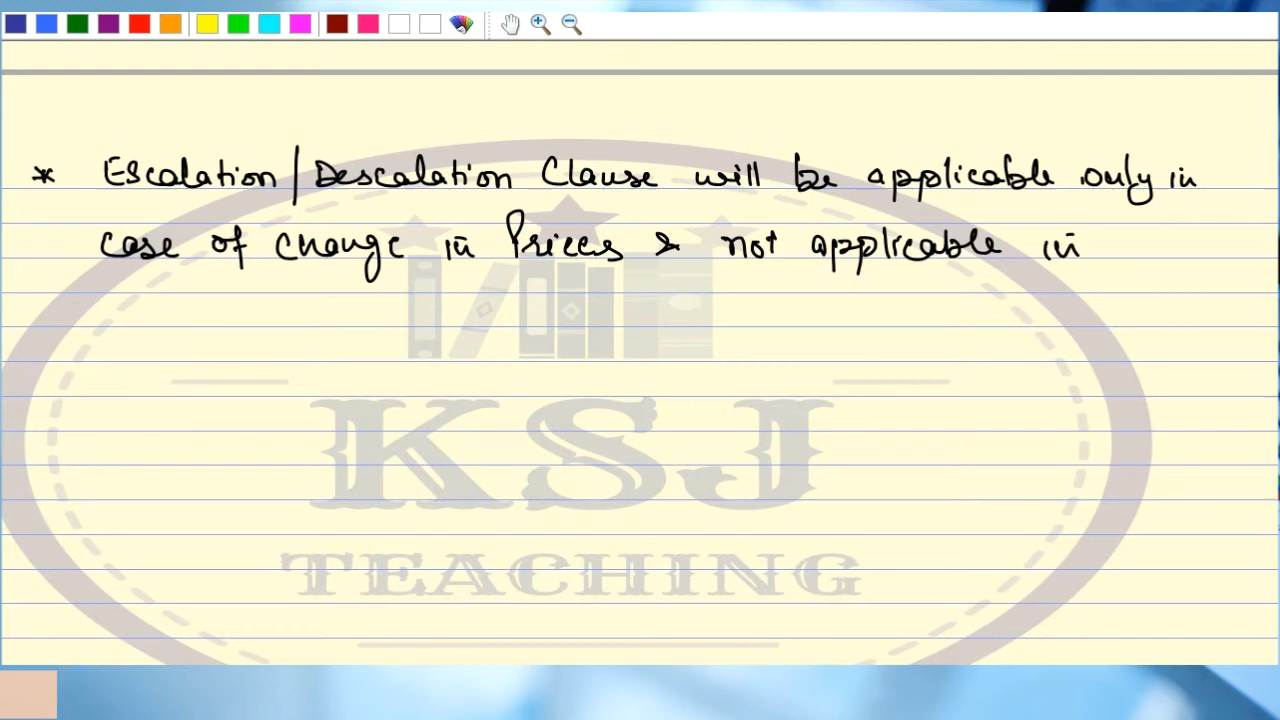 * Escalation/Descalation Clause will be applicable only in
case of change in Prices & not applicable in
KSJ
TEACHING